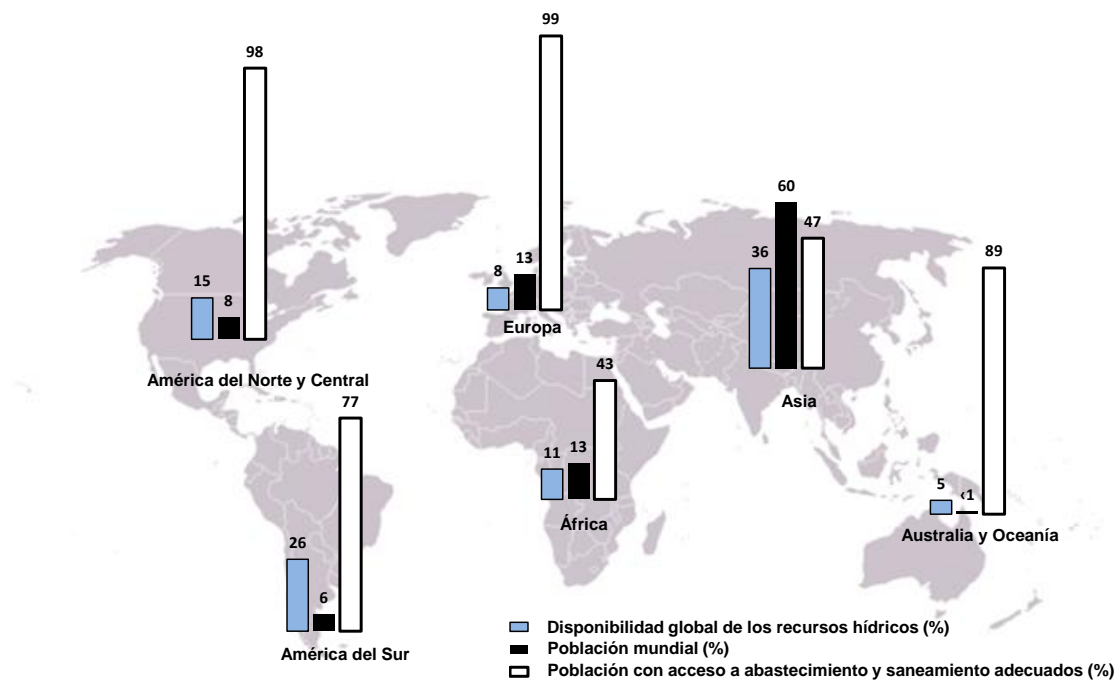 99
98
60
47
36
89
13
8
15
8
Europa
43
América del Norte y Central
Asia
77
11
13
5
‹1
África
Australia y Oceanía
26
6
América del Sur
Disponibilidad global de los recursos hídricos (%)
Población mundial (%)
Población con acceso a abastecimiento y saneamiento adecuados (%)